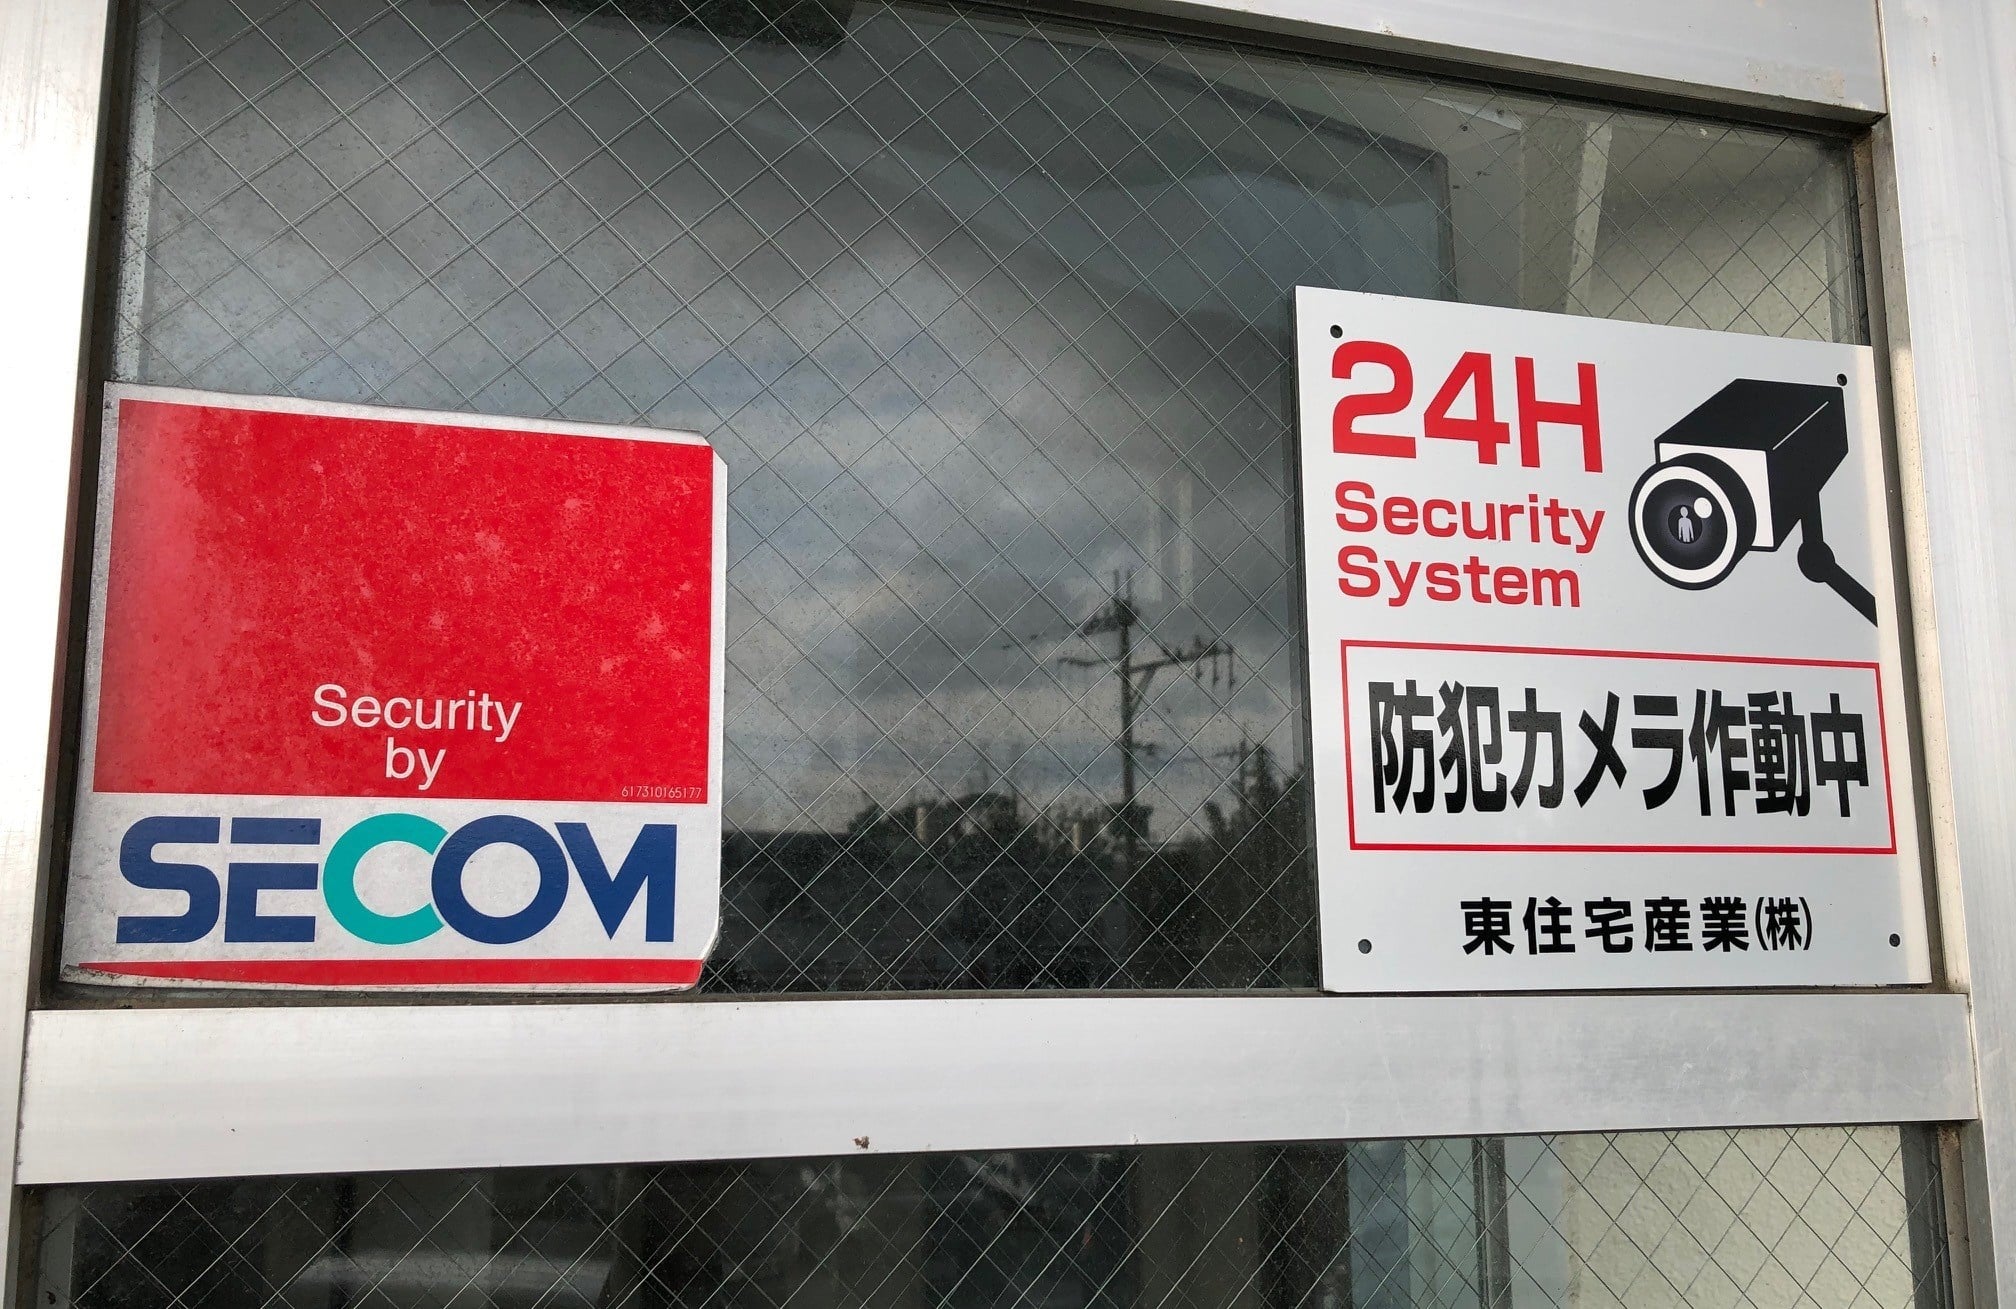 Security
by
617310165177
SECOM
24H
Security
System
防犯カメラ作動中
東住宅産業㈱